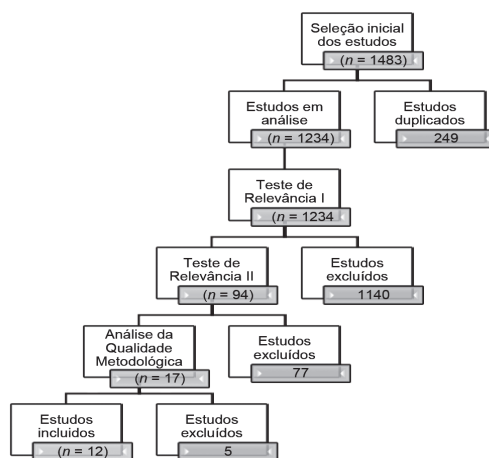 Seleção inicial
dos estudos
(n = 1483)
Estudos em
análise
(n = 1234)
Estudos
duplicados
249
Teste de
Relevância I
(n = 1234
Teste de
Relevância II
(n = 94)
Estudos
excluídos
1140
Análise da
Qualidade
Metodológica
(n = 17)
Estudos
excluídos
77
Estudos
incluidos
(n = 12)
Estudos
excluídos
5